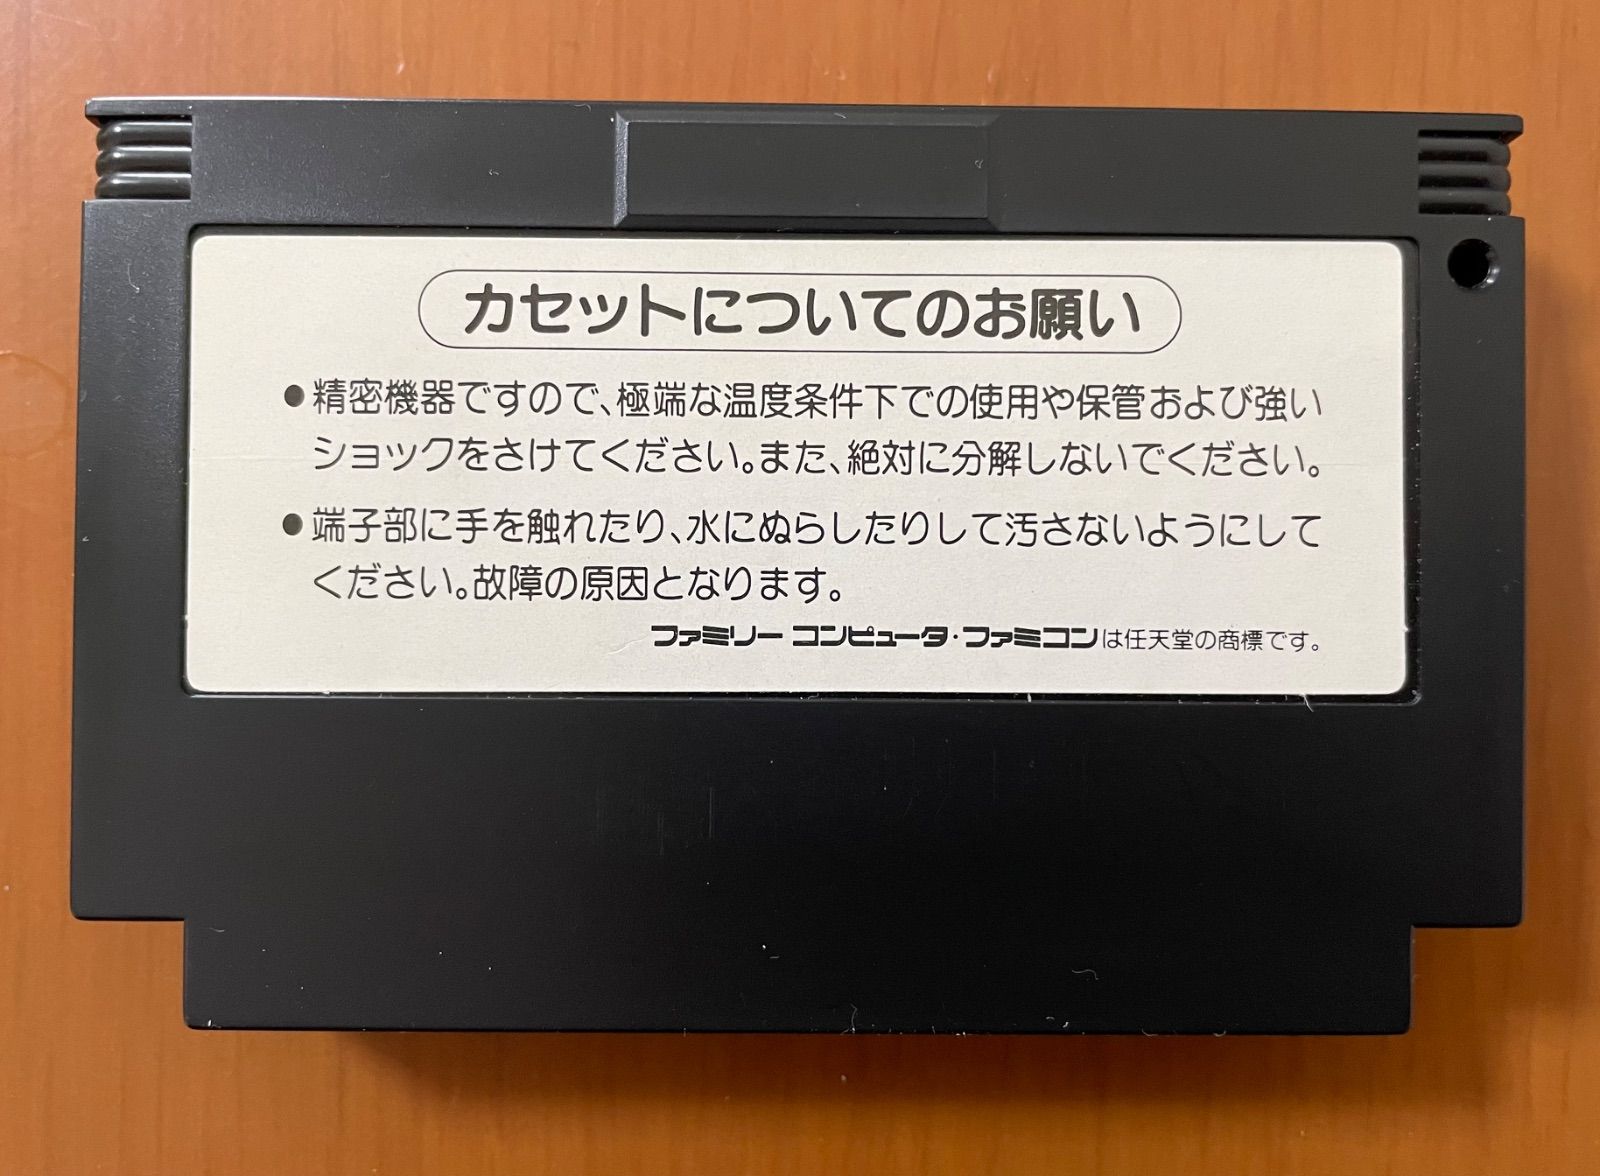 カセットについてのお願い
●精密機器ですので、極端な温度条件下での使用や保管および強い
ショックをさけてください。また、絶対に分解しないでください。
●端子部に手を触れたり、水にぬらしたりして汚さないようにして
ください。故障の原因となります。
ファミリー コンピュータ・ファミコンは任天堂の商標です。